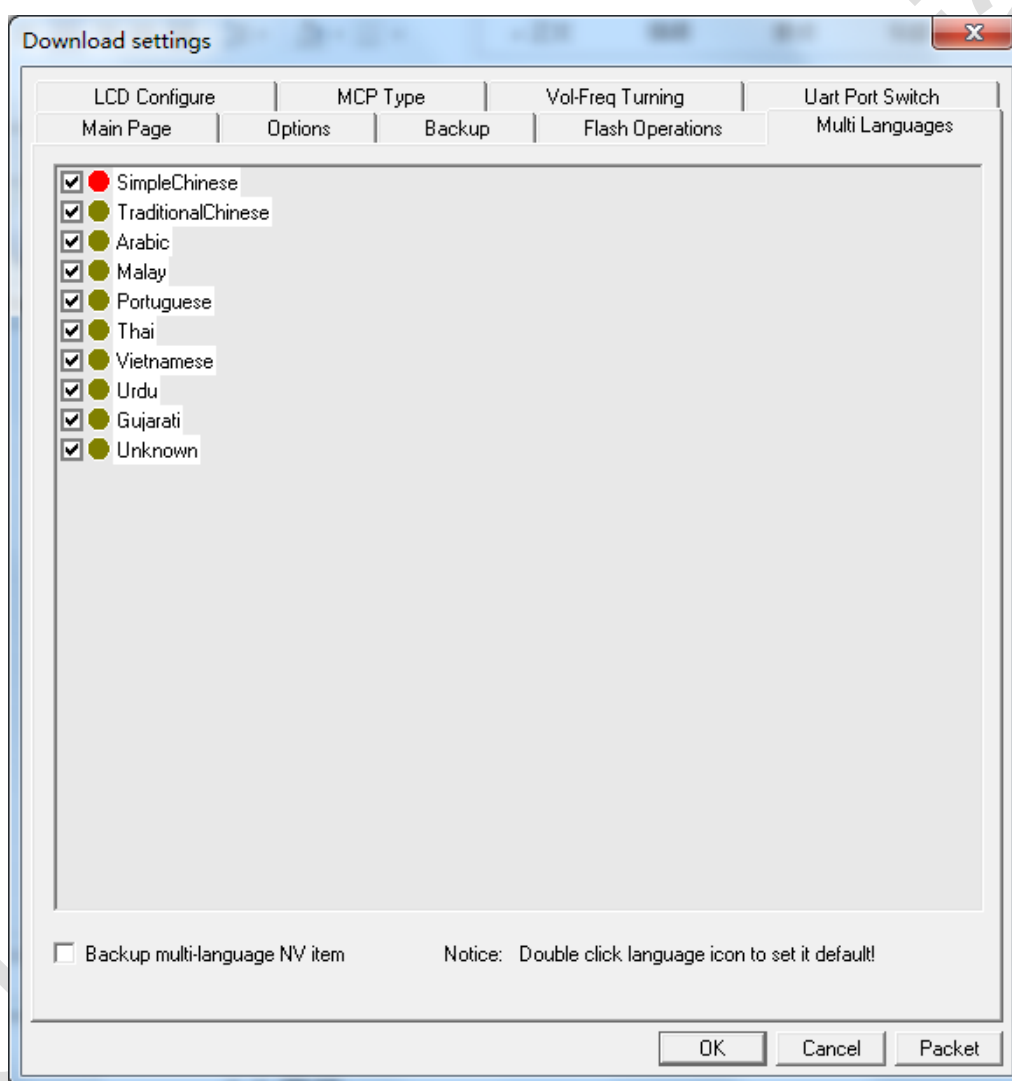 Download settings
LCD Configure MCP Type Vol-Freq Turning Uart Port Switch
Main Page Options Backup Flash Operations Multi Languages
SimpleChinese
TraditionalChinese
Arabic
Malay
Portuguese
Thai
Vietnamese
Urdu
Gujarati
Unknown
Backup multi-language NV item Notice: Double click language icon to set it default!
OK Cancel Packet